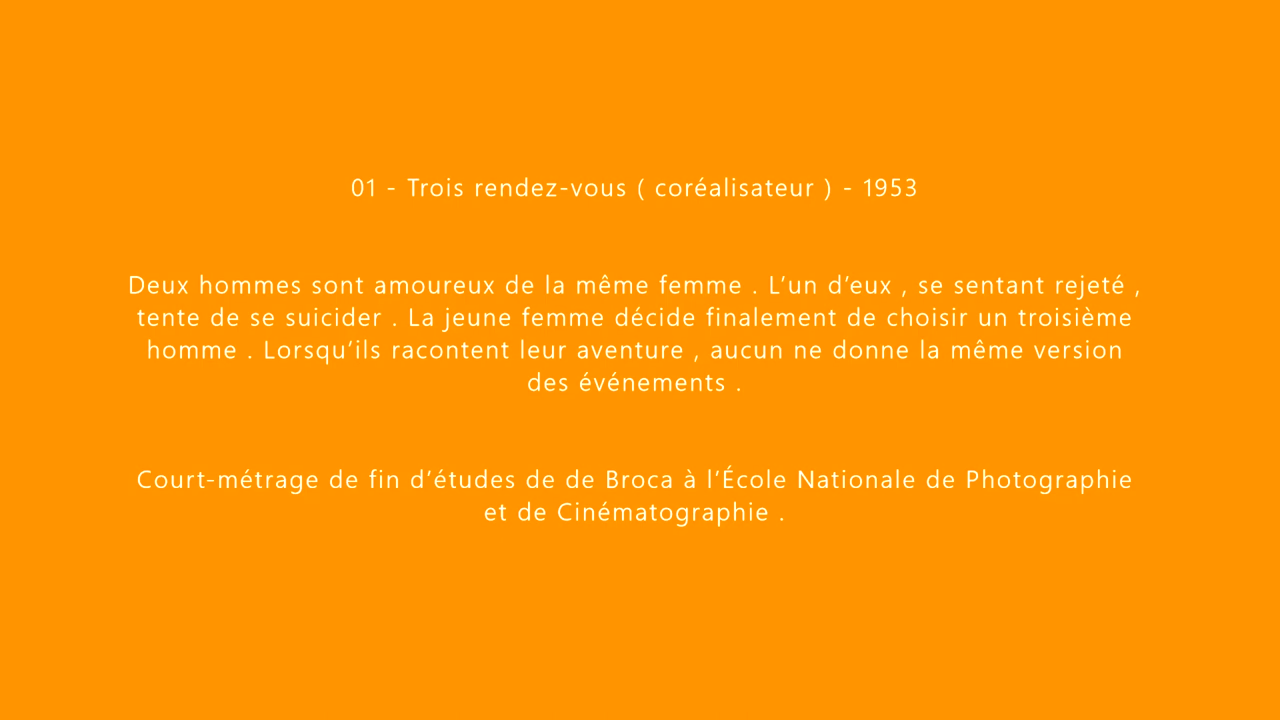 01 - Trois rendez-vous ( coréalisateur ) - 1953
Deux hommes sont amoureux de la même femme . L’un d’eux , se sentant rejeté ,
tente de se suicider . La jeune femme décide finalement de choisir un troisième
homme . Lorsqu’ils racontent leur aventure , aucun ne donne la même version
des événements .
Court-métrage de fin d’études de de Broca à l’École Nationale de Photographie
et de Cinématographie .